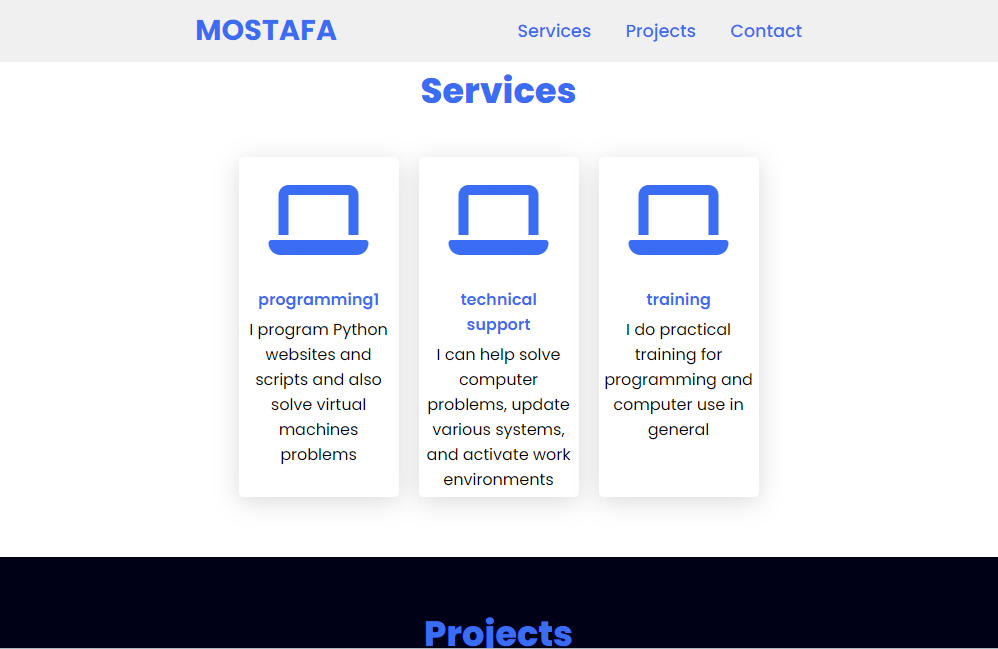 MOSTAFA
Services Projects Contact
Services
programming1
I program Python
websites and
scripts and also
solve virtual
machines
problems
technical
support
I can help solve
computer
problems, update
various systems,
and activate work
environments
training
I do practical
training for
programming and
computer use in
general
Projects